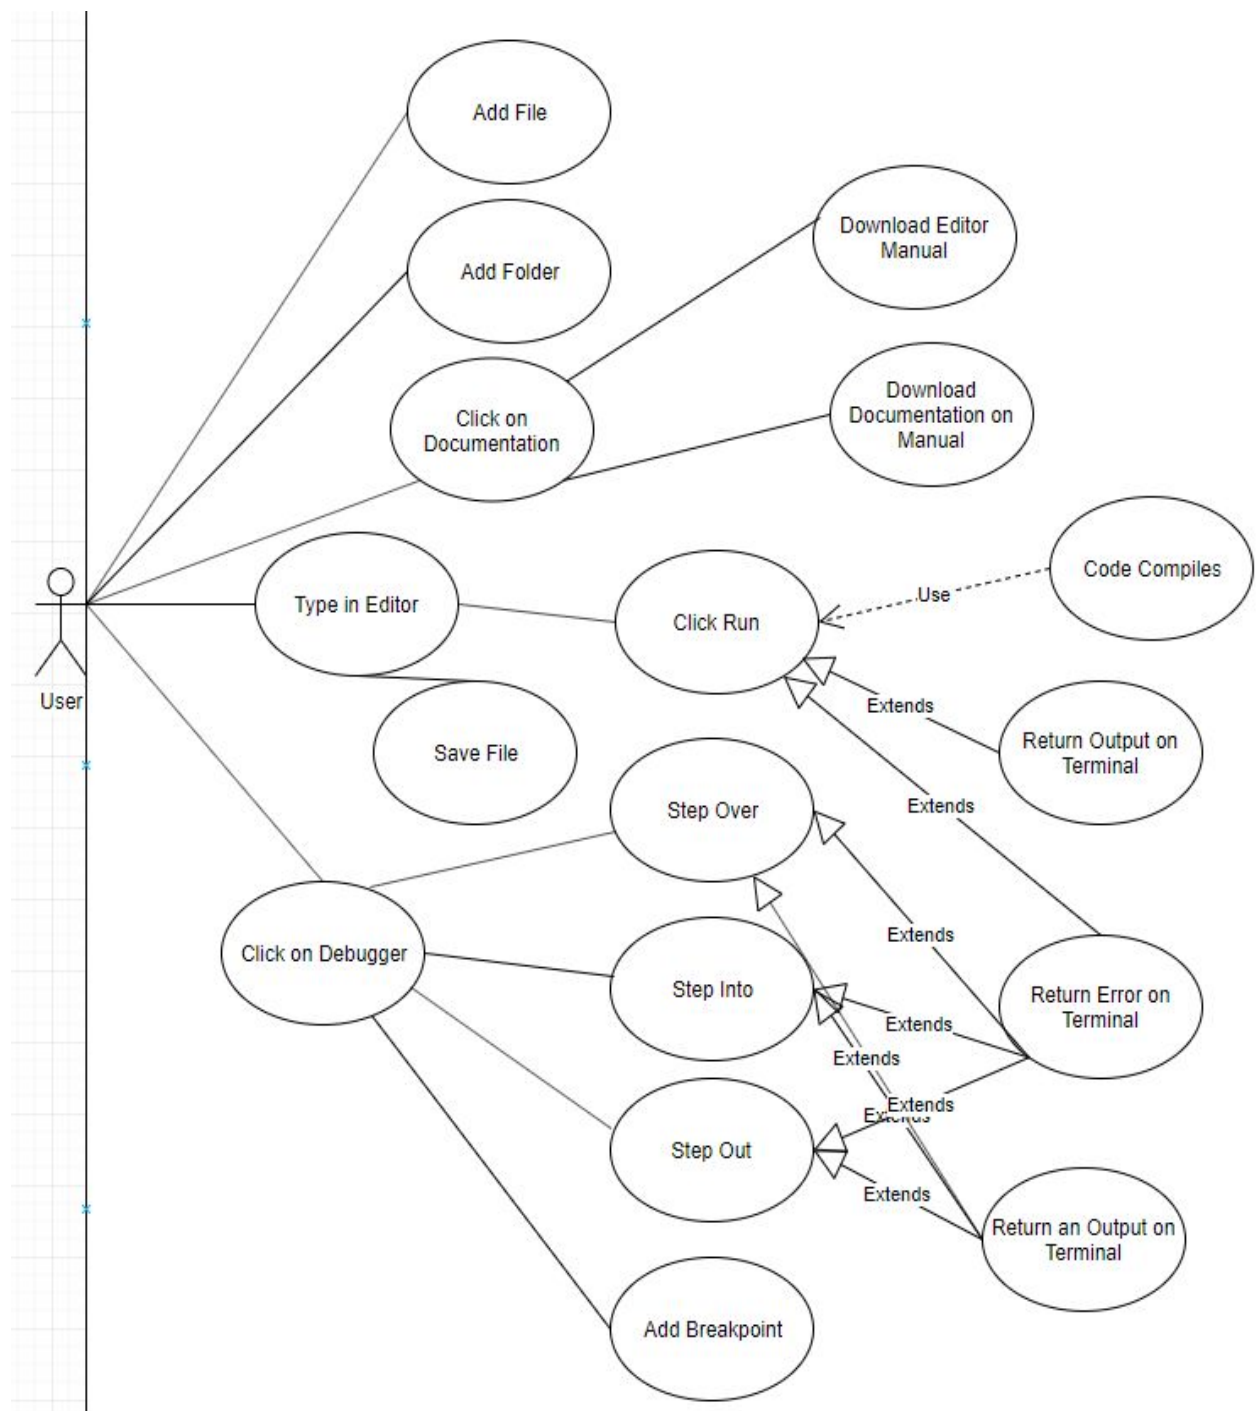 Add File
Download Editor
Manual
Add Folder
Download
Documentation on
Manual
Click on
Documentation
Code Compiles
Use
Type in Editor
Click Run
User
Extends
Return Output on
Terminal
Save File
Extends
Step Over
Extends
Click on Debugger
Step Into
Return Error on
Terminal
Extends
Extends
Extends
Extends
Step Out
Extends
Return an Output on
Terminal
Add Breakpoint